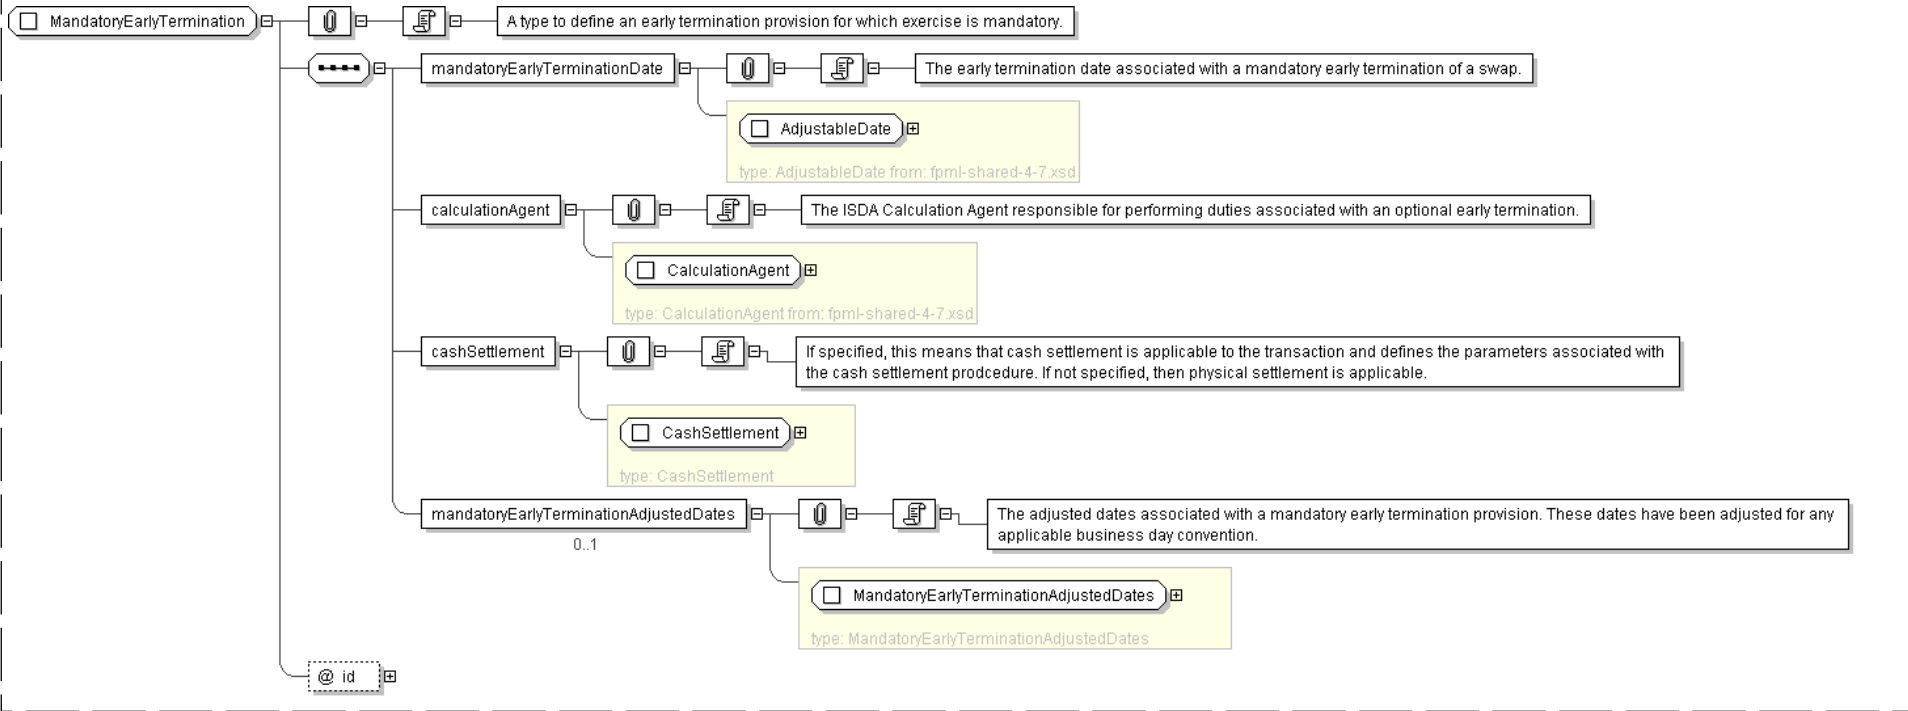 MandatoryEarlyTermination
A type to define an early termination provision for which exercise is mandatory.
mandatoryEarlyTerminationDate
The early termination date associated with a mandatory early termination of a swap.
AdjustableDate
type: AdjustableDate from: fpml-shared-4-7.xsd
calculationAgent
The ISDA Calculation Agent responsible for performing duties associated with an optional early termination.
CalculationAgent
type: CalculationAgent from: fpml-shared-4-7.xsd
cashSettlement
If specified, this means that cash settlement is applicable to the transaction and defines the parameters associated with
the cash settlement prodcedure. If not specified, then physical settlement is applicable.
CashSettlement
type: CashSettlement
mandatoryEarlyTerminationAdjustedDates
0..1
The adjusted dates associated with a mandatory early termination provision. These dates have been adjusted for any
applicable business day convention.
MandatoryEarlyTerminationAdjustedDates
type: MandatoryEarlyTerminationAdjustedDates
@ id